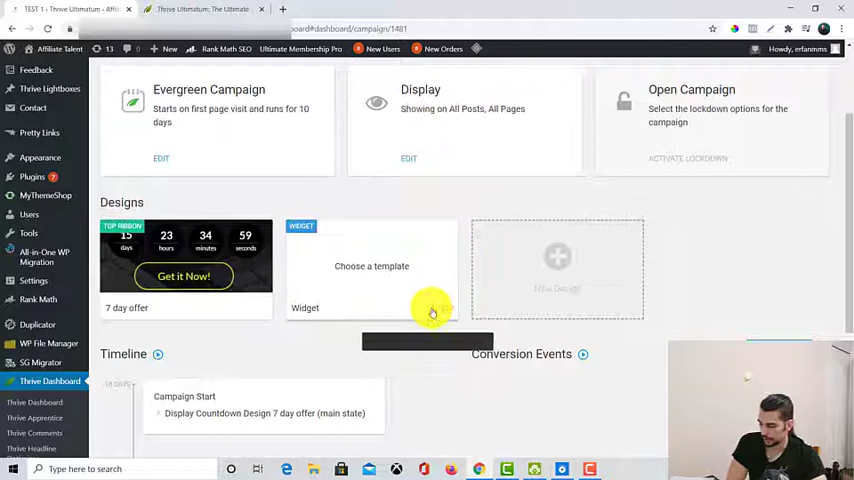 TEST 1 - Thrive Ultimatum - Affilia
Thrive Ultimatum: The Ultimate
board#dashboard/campaign/1481
Affiliate Talent
13
0
New
Rank Math SEO
Ultimate Membership Pro
0 New Users
0 New Orders
Howdy, erfanmms
Feedback
Thrive Lightboxes
Contact
Pretty Links
Appearance
Plugins 7
MyThemeShop
Users
Tools
All-in-One WP
Migration
Settings
Rank Math
Duplicator
WP File Manager
SG Migrator
Thrive Dashboard
Thrive Dashboard
Thrive Apprentice
Thrive Comments
Thrive Headline
Evergreen Campaign
Starts on first page visit and runs for 10
days
EDIT
Display
Showing on All Posts, All Pages
EDIT
Open Campaign
Select the lockdown options for the
campaign
ACTIVATE LOCKDOWN
Designs
TOP RIBBON
15 23 34 59
days hours minutes seconds
Get it Now!
7 day offer
WIDGET
Choose a template
Widget
New Design
Timeline
Conversion Events
10 DAYS
Campaign Start
Display Countdown Design 7 day offer (main state)
Type here to search